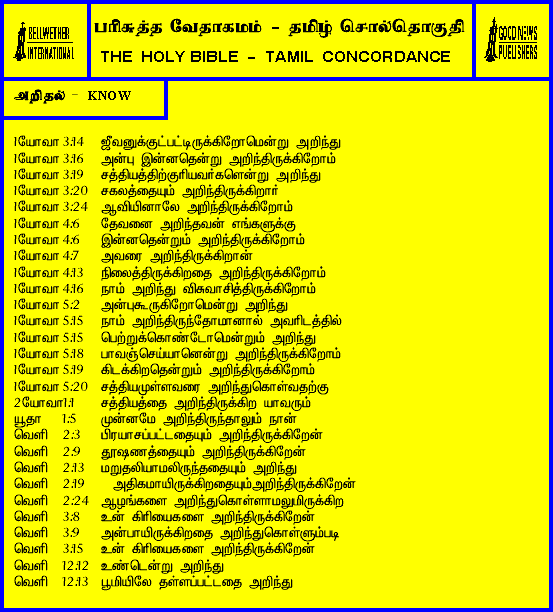 BELLWETHER
INTERNATIONAL
பரிசுத்த வேதாகமம் - தமிழ் சொல்தொகுதி
THE HOLY BIBLE - TAMIL CONCORDANCE
GOOD NEWS
PUBLISHERS
அறிதல் - KNOW
1யோவா 3:14 ஜீவனுக்குட்பட்டிருக்கிறோமென்று அறிந்து
1யோவா 3:16 அன்பு இன்னதென்று அறிந்திருக்கிறோம்
1யோவா 3:19 சத்தியத்திற்குரியவர்களென்று அறிந்து
1யோவா 3:20 சகலத்தையும் அறிந்திருக்கிறார்
1யோவா 3:24 ஆவியினாலே அறிந்திருக்கிறோம்
1யோவா 4:6 தேவனை அறிந்தவன் எங்களுக்கு
1யோவா 4:6 இன்னதென்றும் அறிந்திருக்கிறோம்
1யோவா 4:7 அவரை அறிந்திருக்கிறான்
1யோவா 4:13 நிலைத்திருக்கிறதை அறிந்திருக்கிறோம்
1யோவா 4:16 நாம் அறிந்து விசுவாசித்திருக்கிறோம்
1யோவா 5:2 அன்புகூருகிறோமென்று அறிந்து
1யோவா 5:15 நாம் அறிந்திருந்தோமானால் அவரிடத்தில்
1யோவா 5:15 பெற்றுக்கொண்டோமென்றும் அறிந்து
1யோவா 5:18 பாவஞ்செய்யானென்று அறிந்திருக்கிறோம்
1யோவா 5:19 கிடக்கிறதென்றும் அறிந்திருக்கிறோம்
1யோவா 5:20 சத்தியமுள்ளவரை அறிந்துகொள்வதற்கு
2யோவா1:1 சத்தியத்தை அறிந்திருக்கிற யாவரும்
யூதா 1:5 முன்னமே அறிந்திருந்தாலும் நான்
வெளி 2:3 பிரயாசப்பட்டதையும் அறிந்திருக்கிறேன்
வெளி 2:9 தூஷணத்தையும் அறிந்திருக்கிறேன்
வெளி 2:13 மறுதலியாமலிருந்ததையும் அறிந்து
வெளி 2:19 அதிகமாயிருக்கிறதையும்அறிந்திருக்கிறேன்
வெளி 2:24 ஆழங்களை அறிந்துகொள்ளாமலுமிருக்கிற
வெளி 3:8 உன் கிரியைகளை அறிந்திருக்கிறேன்
வெளி 3:9 அன்பாயிருக்கிறதை அறிந்துகொள்ளும்படி
வெளி 3:15 உன் கிரியைகளை அறிந்திருக்கிறேன்
வெளி 12:12 உண்டென்று அறிந்து
வெளி 12:13 பூமியிலே தள்ளப்பட்டதை அறிந்து